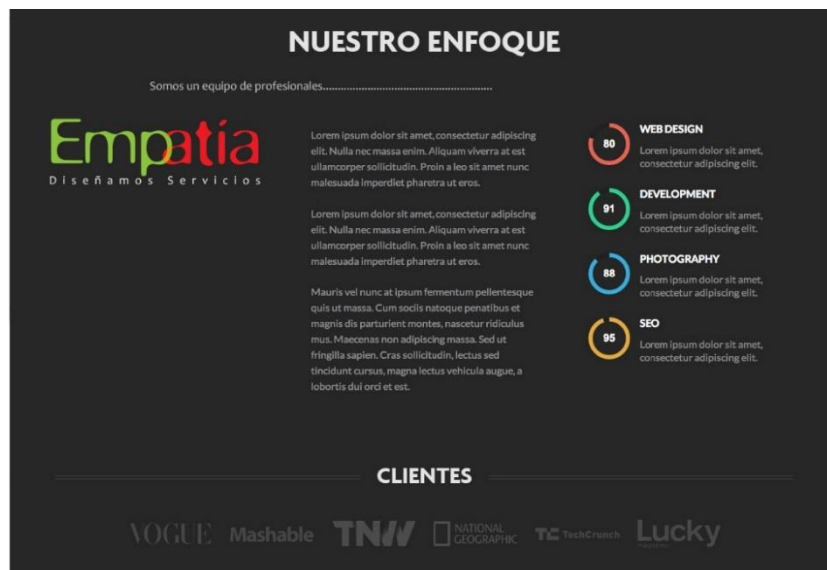 NUESTRO ENFOQUE
Somos un equipo de profesionales..........................................................
Empatía
Diseñamos Servicios
Lorem ipsum dolor sit amet, consectetur adipiscing
elit. Nulla nec massa enim. Aliquam viverra at est
ullamcorper sollicitudin. Proin a leo sit amet nunc
malesuada imperdiet pharetra ut eros.
Lorem ipsum dolor sit amet, consectetur adipiscing
elit. Nulla nec massa enim. Aliquam viverra at est
ullamcorper sollicitudin. Proin a leo sit amet nunc
malesuada imperdiet pharetra ut eros.
Mauris vel nunc at ipsum fermentum pellentesque
quis ut massa. Cum sociis natoque penatibus et
magnis dis parturient montes, nascetur ridiculus
mus. Maecenas non adipiscing massa. Sed ut
fringilla sapien. Cras sollicitudin, lectus sed
tincidunt cursus, magna lectus vehicula augue, a
lobortis dui orci et est.
80
WEB DESIGN
Lorem ipsum dolor sit amet,
consectetur adipiscing elit.
91
DEVELOPMENT
Lorem ipsum dolor sit amet,
consectetur adipiscing elit.
88
PHOTOGRAPHY
Lorem ipsum dolor sit amet,
consectetur adipiscing elit.
95
SEO
Lorem ipsum dolor sit amet,
consectetur adipiscing elit.
CLIENTES
VOGUE
Mashable
TNW
NATIONAL
GEOGRAPHIC
TC TechCrunch
Lucky